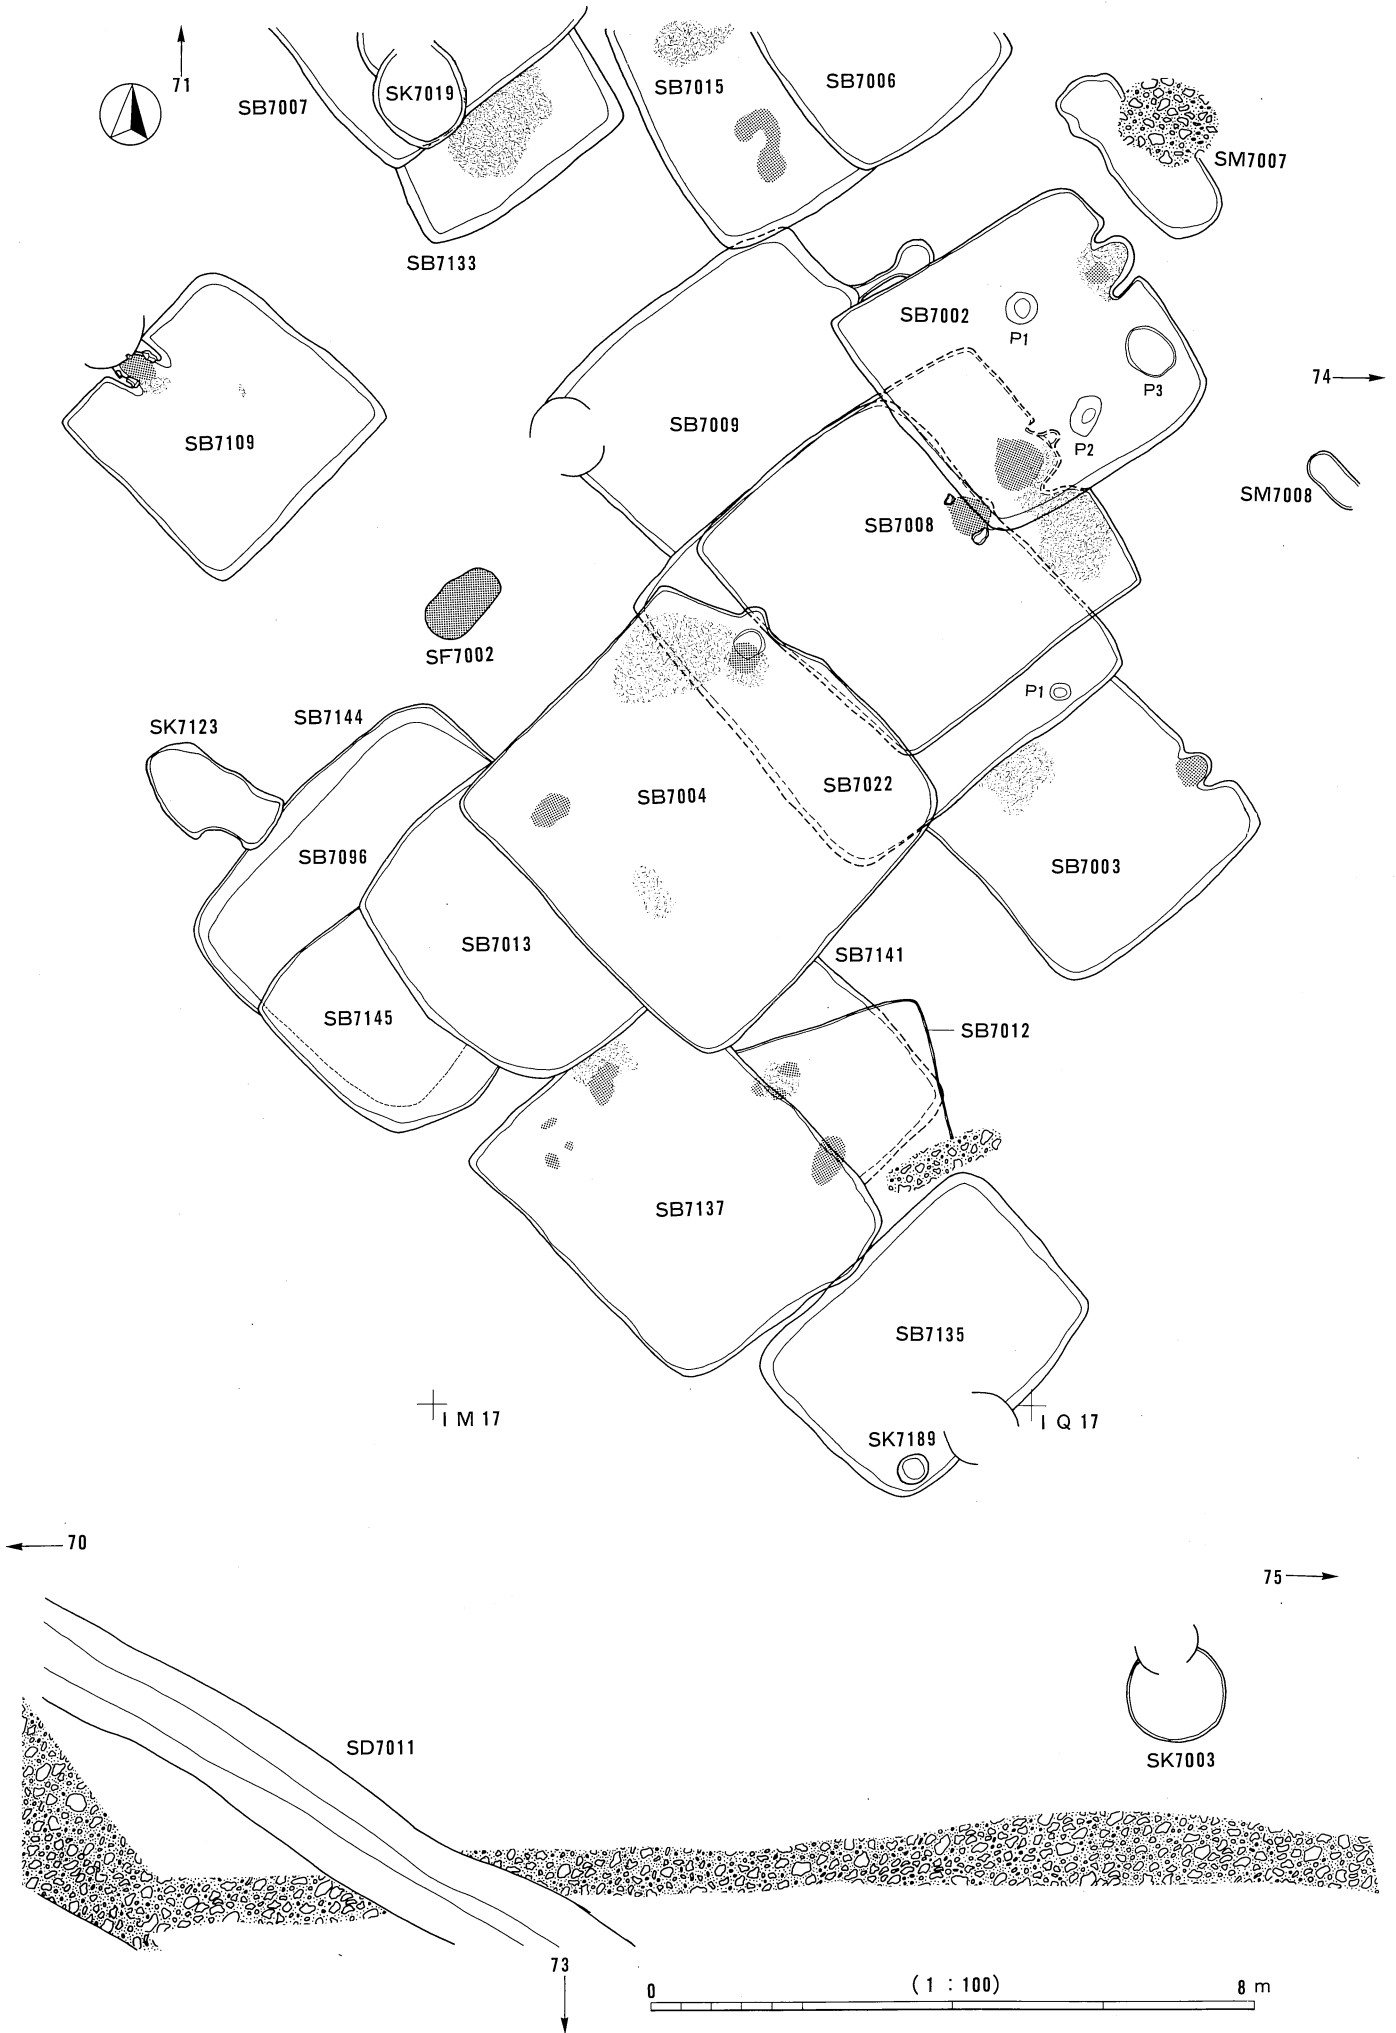 71
SB7007
SK7019
SB7015
SB7006
SM7007
SB7133
SB7002
P1
P3
74
SB7109
SB7009
P2
SM7008
SB7008
SF7002
P1
SK7123
SB7144
SB7004
SB7022
SB7096
SB7003
SB7013
SB7141
SB7145
SB7012
SB7137
SB7135
I M 17
I Q 17
SK7189
70
75
SD7011
SK7003
73
0 (1 : 100) 8 m